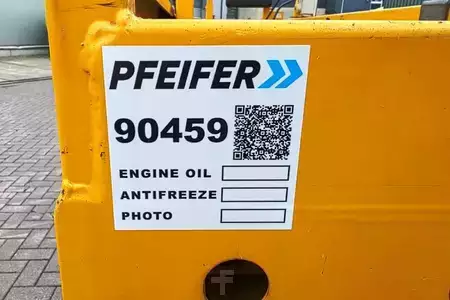 PFEIFER
90459
ENGINE OIL
ANTIFREEZE
PHOTO